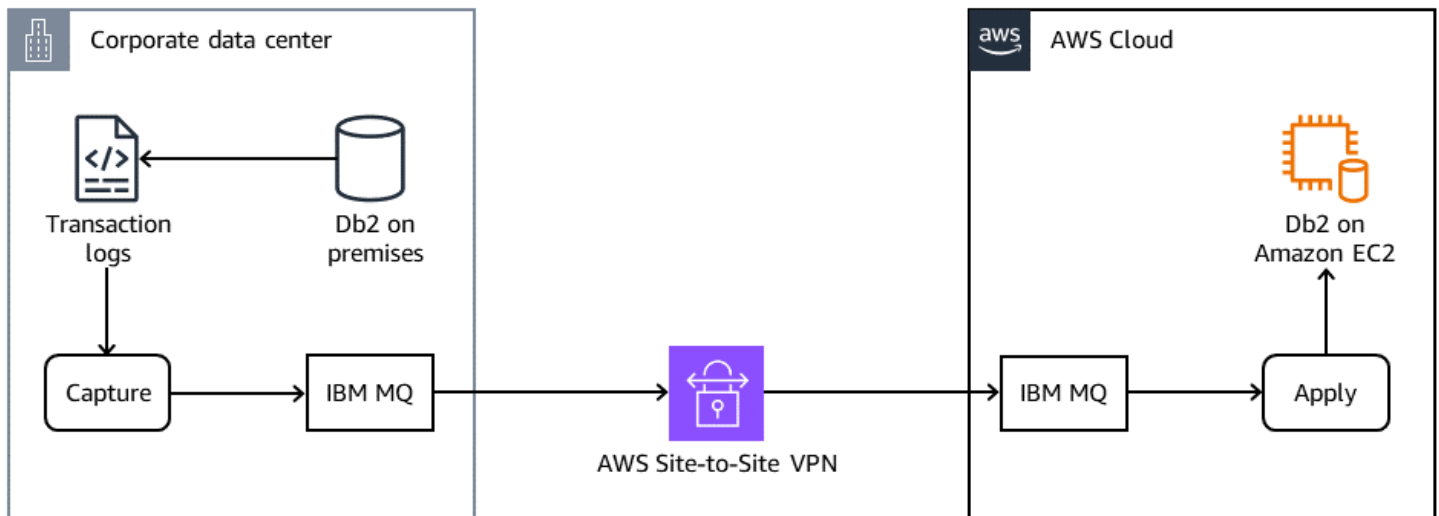 Corporate data center
aws
AWS Cloud
</>
Transaction
logs
Db2 on
premises
Db2 on
Amazon EC2
Capture
IBM MQ
IBM MQ
Apply
AWS Site-to-Site VPN